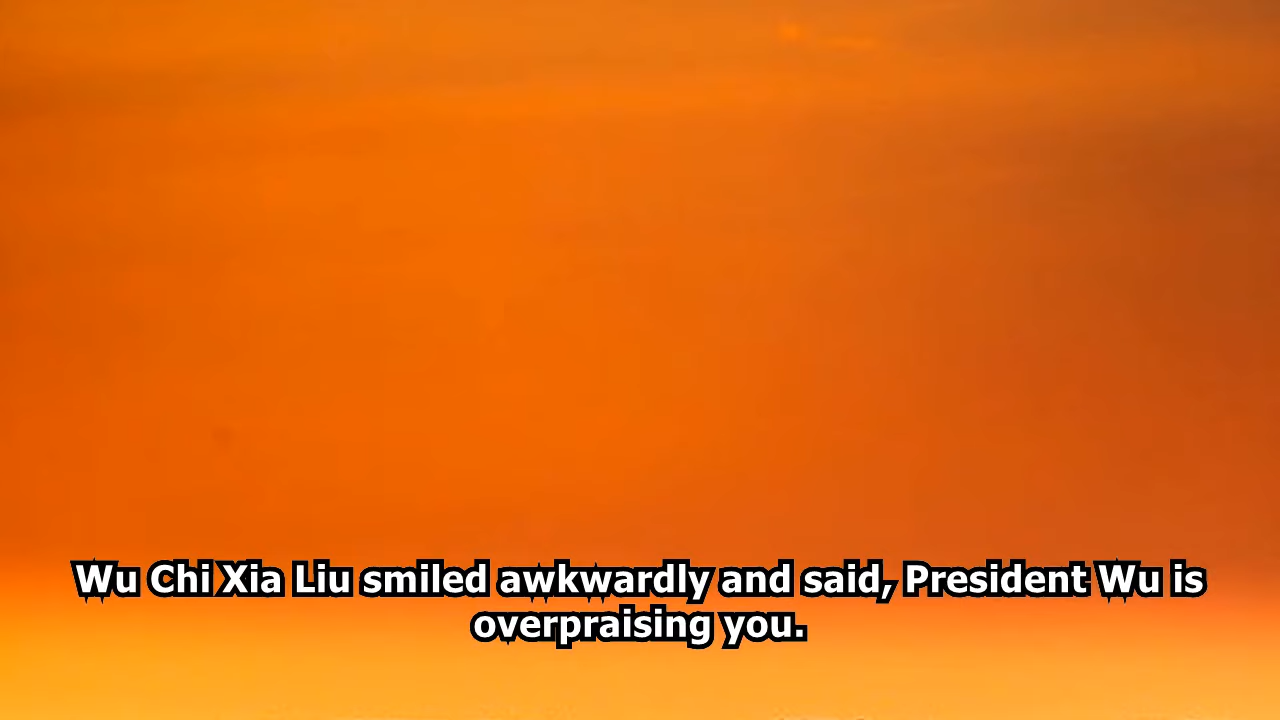 Wu Chi Xia Liu smiled awkwardly and said, President Wu is
overpraising you.